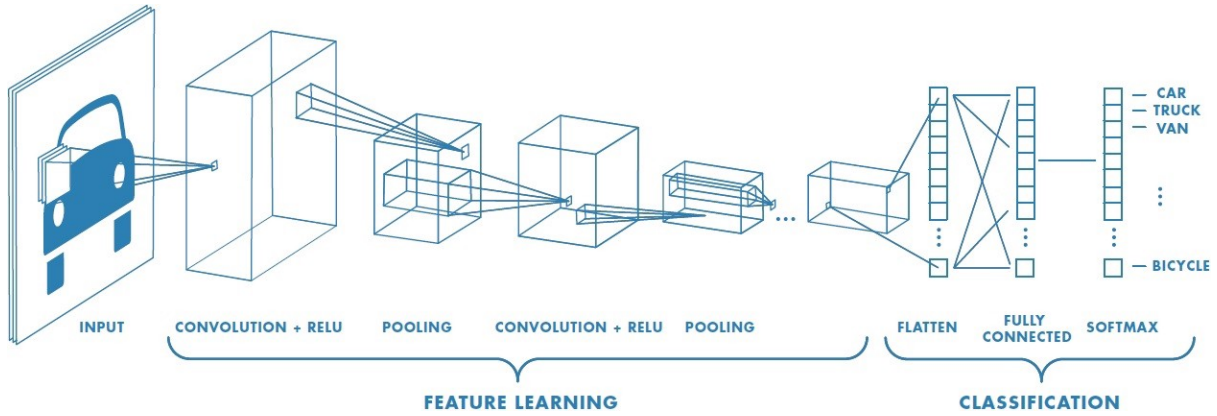 CAR
TRUCK
VAN
BICYCLE
INPUT
CONVOLUTION + RELU
POOLING
CONVOLUTION + RELU
POOLING
FLATTEN
FULLY
CONNECTED
SOFTMAX
FEATURE LEARNING
CLASSIFICATION